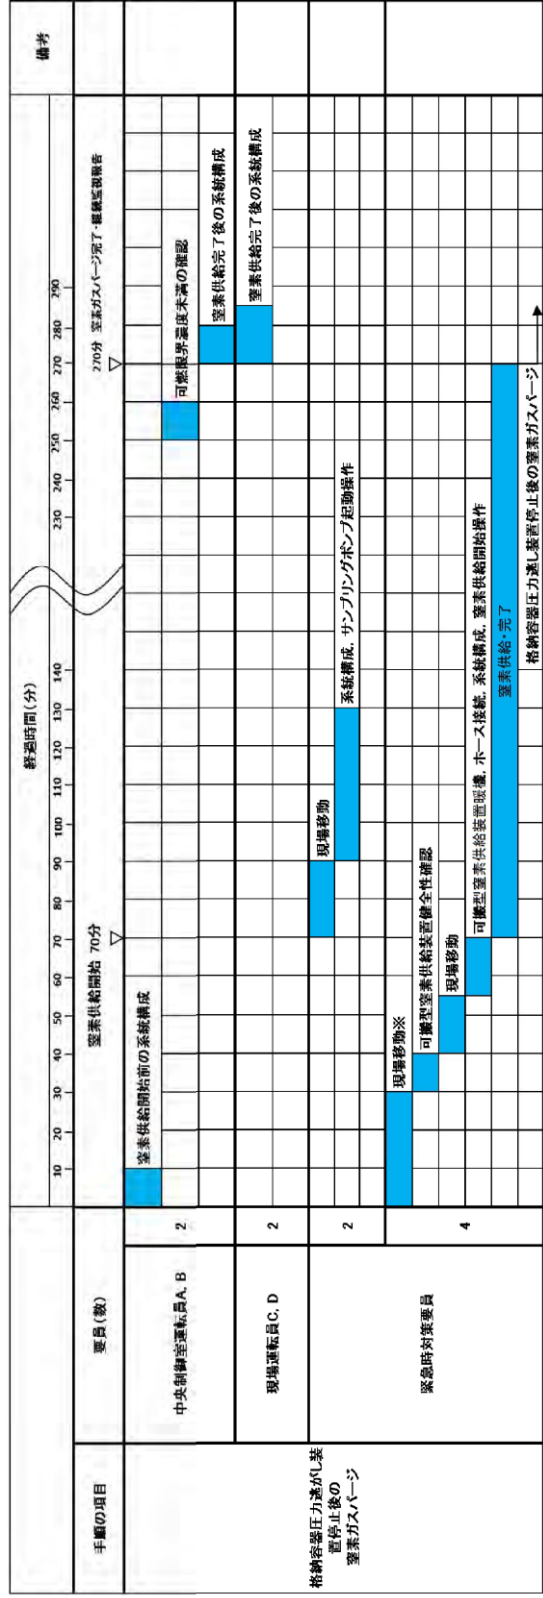 経過時間(分)
備考
手順の項目
要員(数)
10
20
30
40
50
60
70
80
90
100
110
120
130
140
230
240
250
260
270
280
290
窒素供給開始 70分
270分 窒素ガスパージ完了・継続監視報告
▽
▽
格納容器圧力逃がし装
置停止後の
窒素ガスパージ
中央制御室運転員A, B
2
窒素供給開始前の系統構成
可燃限界濃度未満の確認
窒素供給完了後の系統構成
現場運転員C, D
2
窒素供給完了後の系統構成
緊急時対策要員
2
現場移動
系統構成, サンプリングポンプ起動操作
4
現場移動※
可搬型窒素供給装置健全性確認
現場移動
可搬型窒素供給装置暖機, ホース接続, 系統構成, 窒素供給開始操作
窒素供給・完了
格納容器圧力逃し装置停止後の窒素ガスパージ